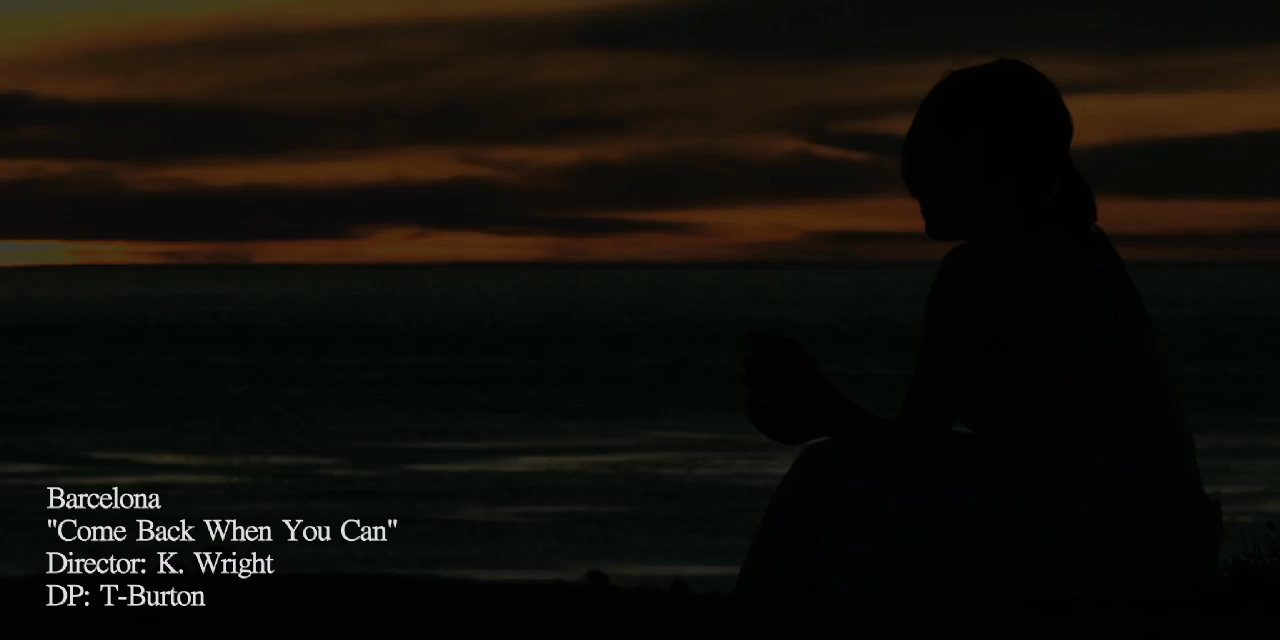 Barcelona
"Come Back When You Can"
Director: K. Wright
DP: T-Burton